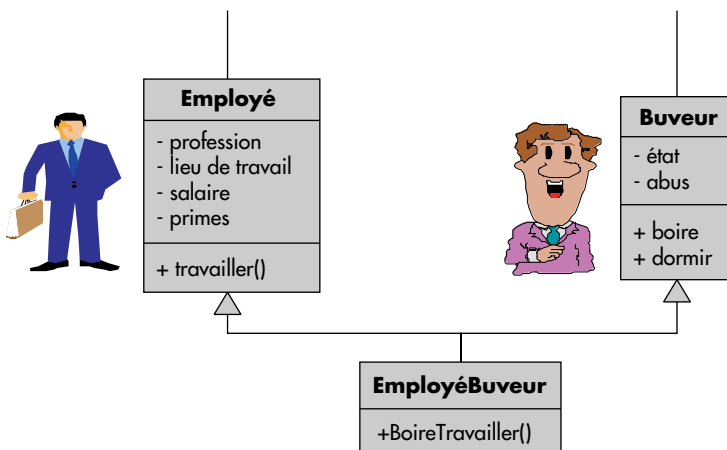 Employé
- profession
- lieu de travail
- salaire
- primes
+ travailler()
Buveur
- état
- abus
+ boire
+ dormir
EmployéBuveur
+BoireTravailler()